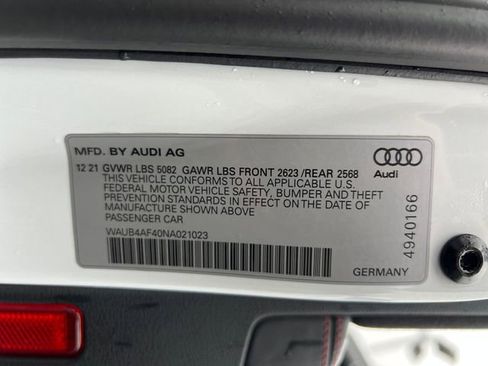 MFD. BY AUDI AG
12 21 GVWR LBS 5082 GAWR LBS FRONT 2623 /REAR 2568
THIS VEHICLE CONFORMS TO ALL APPLICABLE U.S.
FEDERAL MOTOR VEHICLE SAFETY, BUMPER AND THEFT
PREVENTION STANDARDS IN EFFECT ON THE DATE OF
MANUFACTURE SHOWN ABOVE
PASSENGER CAR
WAUB4AF40NA021023
Audi
4940166
GERMANY